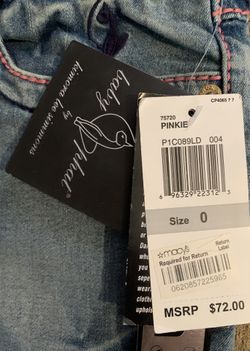 CP4065 7 7
75720
PINKIE
P1C089LD 004
baby phat
by
kimora lee simmons
6 96329 22312 3
Size 0
macy's
Return
Label
Required for Return
0620857225965
MSRP $72.00